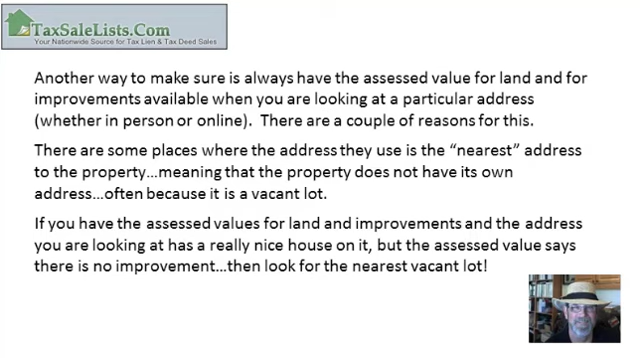 TaxSaleLists.Com
Your Nationwide Source for Tax Lien & Tax Deed Sales
Another way to make sure is always have the assessed value for land and for
improvements available when you are looking at a particular address
(whether in person or online).  There are a couple of reasons for this.
There are some places where the address they use is the “nearest” address
to the property…meaning that the property does not have its own
address…often because it is a vacant lot.
If you have the assessed values for land and improvements and the address
you are looking at has a really nice house on it, but the assessed value says
there is no improvement…then look for the nearest vacant lot!